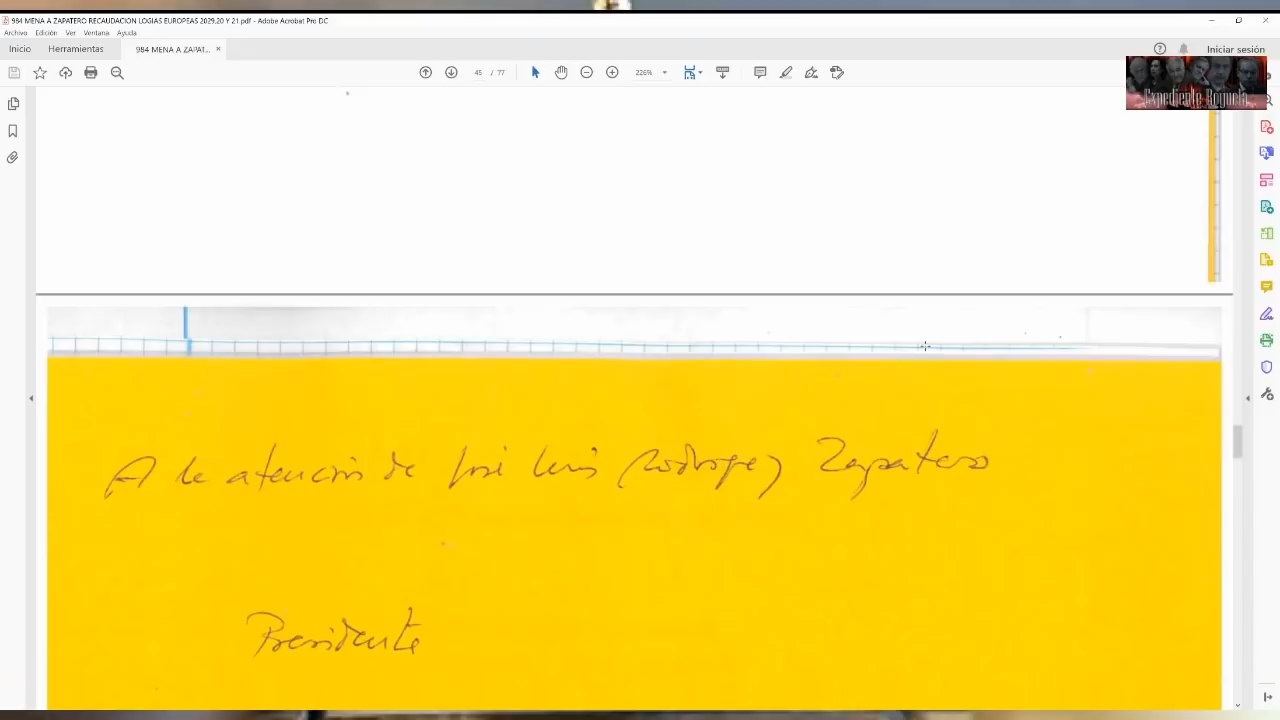 984 MENA A ZAPATERO RECAUDACION LOGIAS EUROPEAS 2029.20 Y 21.pdf - Adobe Acrobat Pro DC
Archivo Edición Ver Ventana Ayuda
Inicio Herramientas 984 MENA A ZAPAT... × Iniciar sesión
45 / 77 226%
Expediente Royuela
A la atención de José Luis Rodríguez Zapatero
Presidente